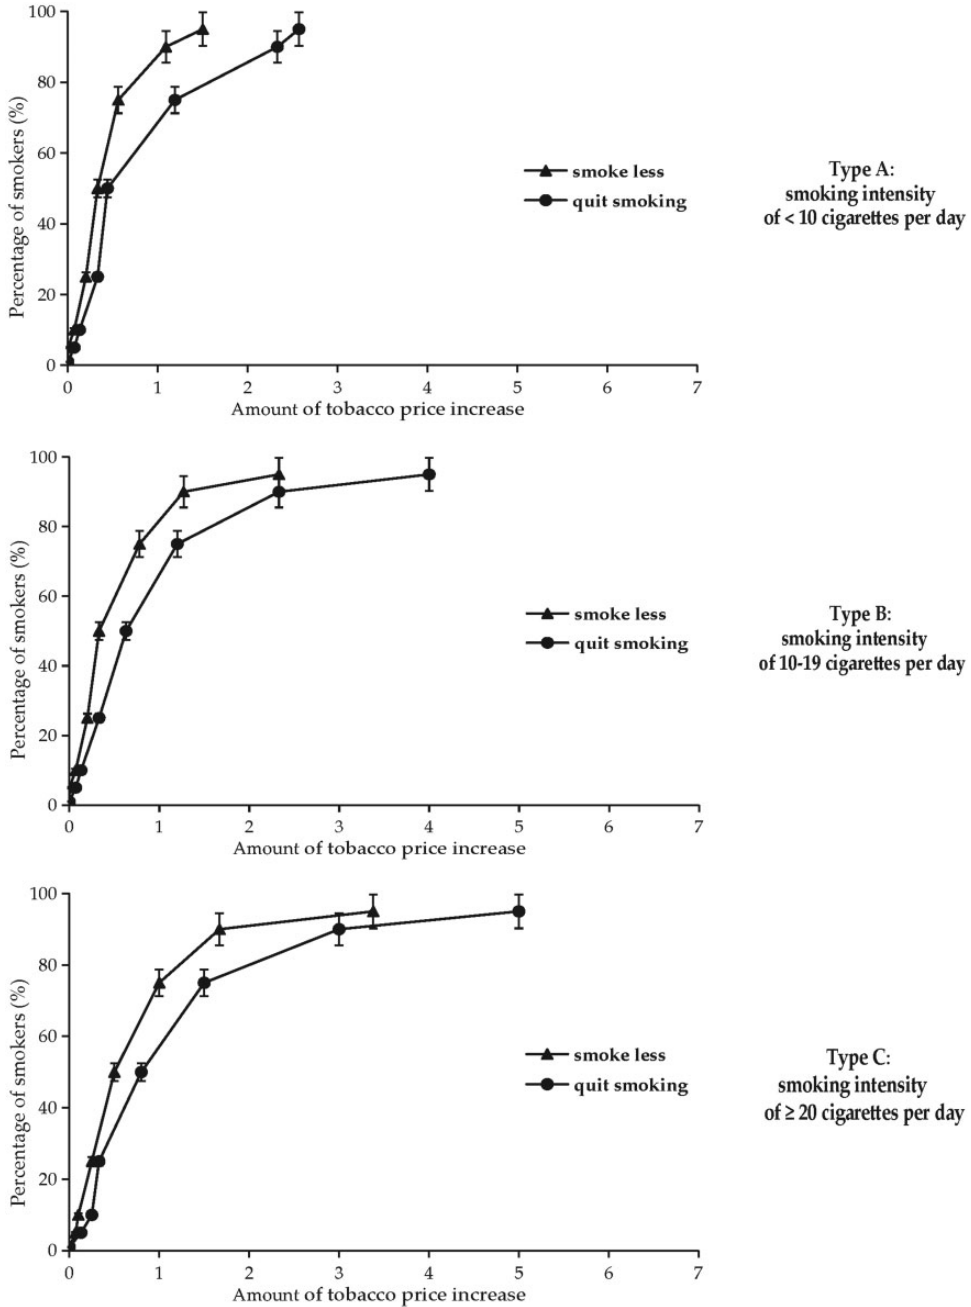 100
80
60
40
20
0
Percentage of smokers (%)
smoke less
quit smoking
Type A:
smoking intensity
of < 10 cigarettes per day
0 1 2 3 4 5 6 7
Amount of tobacco price increase
100
80
60
40
20
0
Percentage of smokers (%)
smoke less
quit smoking
Type B:
smoking intensity
of 10-19 cigarettes per day
0 1 2 3 4 5 6 7
Amount of tobacco price increase
100
80
60
40
20
0
Percentage of smokers (%)
smoke less
quit smoking
Type C:
smoking intensity
of ≥ 20 cigarettes per day
0 1 2 3 4 5 6 7
Amount of tobacco price increase